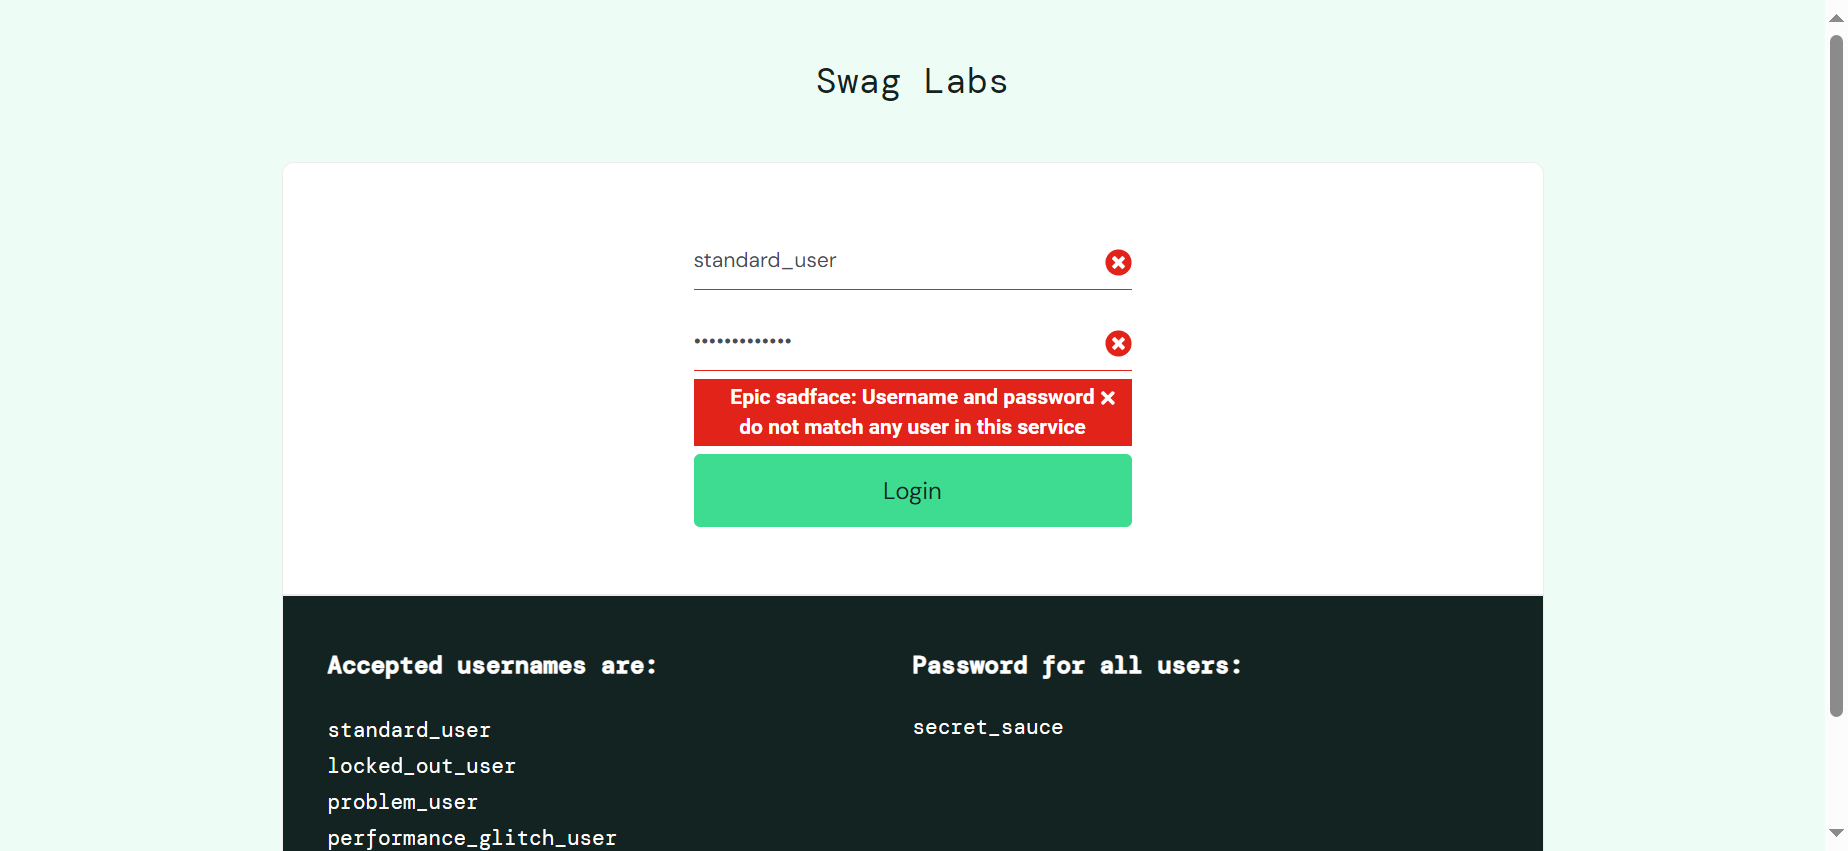 Swag Labs
standard_user
•••••••••••••
Epic sadface: Username and password
do not match any user in this service
Login
Accepted usernames are:
standard_user
locked_out_user
problem_user
performance_glitch_user
Password for all users:
secret_sauce